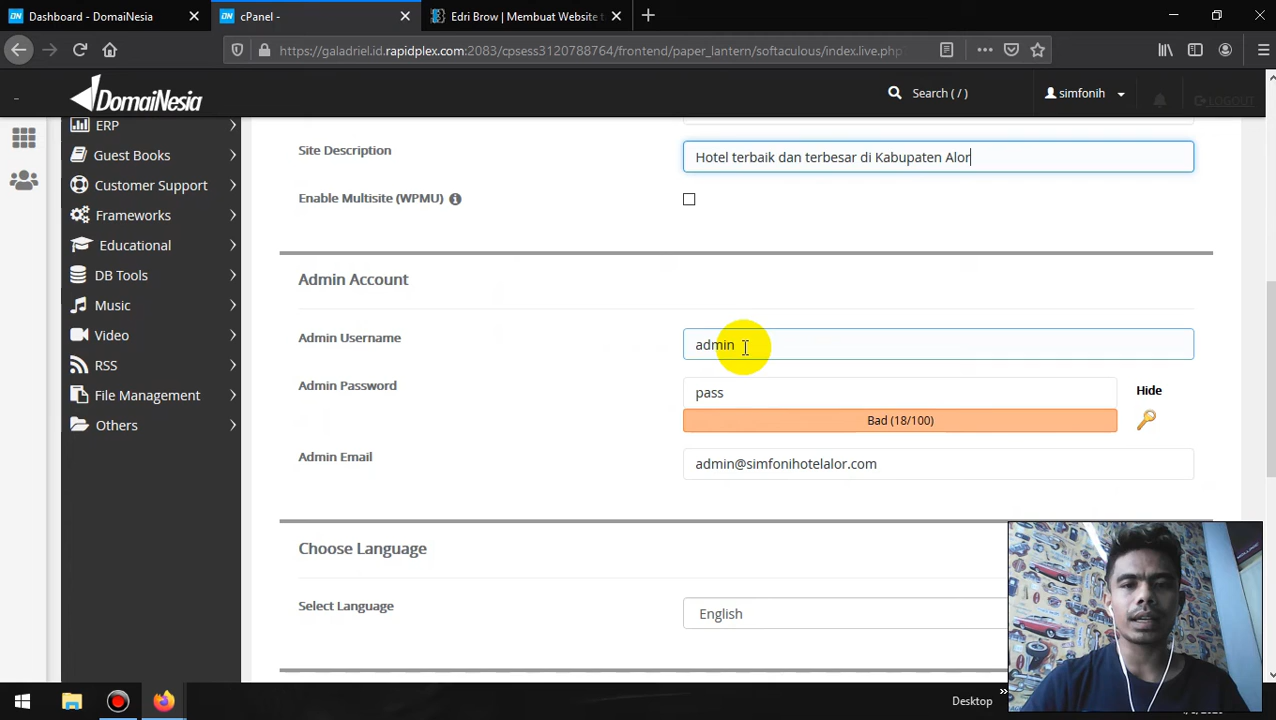 Dashboard - DomaiNesia
cPanel -
Edri Brow | Membuat Website t
https://galadriel.id.rapidplex.com:2083/cpsess3120788764/frontend/paper_lantern/softaculous/index.live.php?
DomaiNesia
Search ( / )
simfonih
LOGOUT
ERP
Guest Books
Customer Support
Frameworks
Educational
DB Tools
Music
Video
RSS
File Management
Others
Site Description
Hotel terbaik dan terbesar di Kabupaten Alor
Enable Multisite (WPMU)
Admin Account
Admin Username
admin
Admin Password
pass
Hide
Bad (18/100)
Admin Email
admin@simfonihotelalor.com
Choose Language
Select Language
English
Desktop